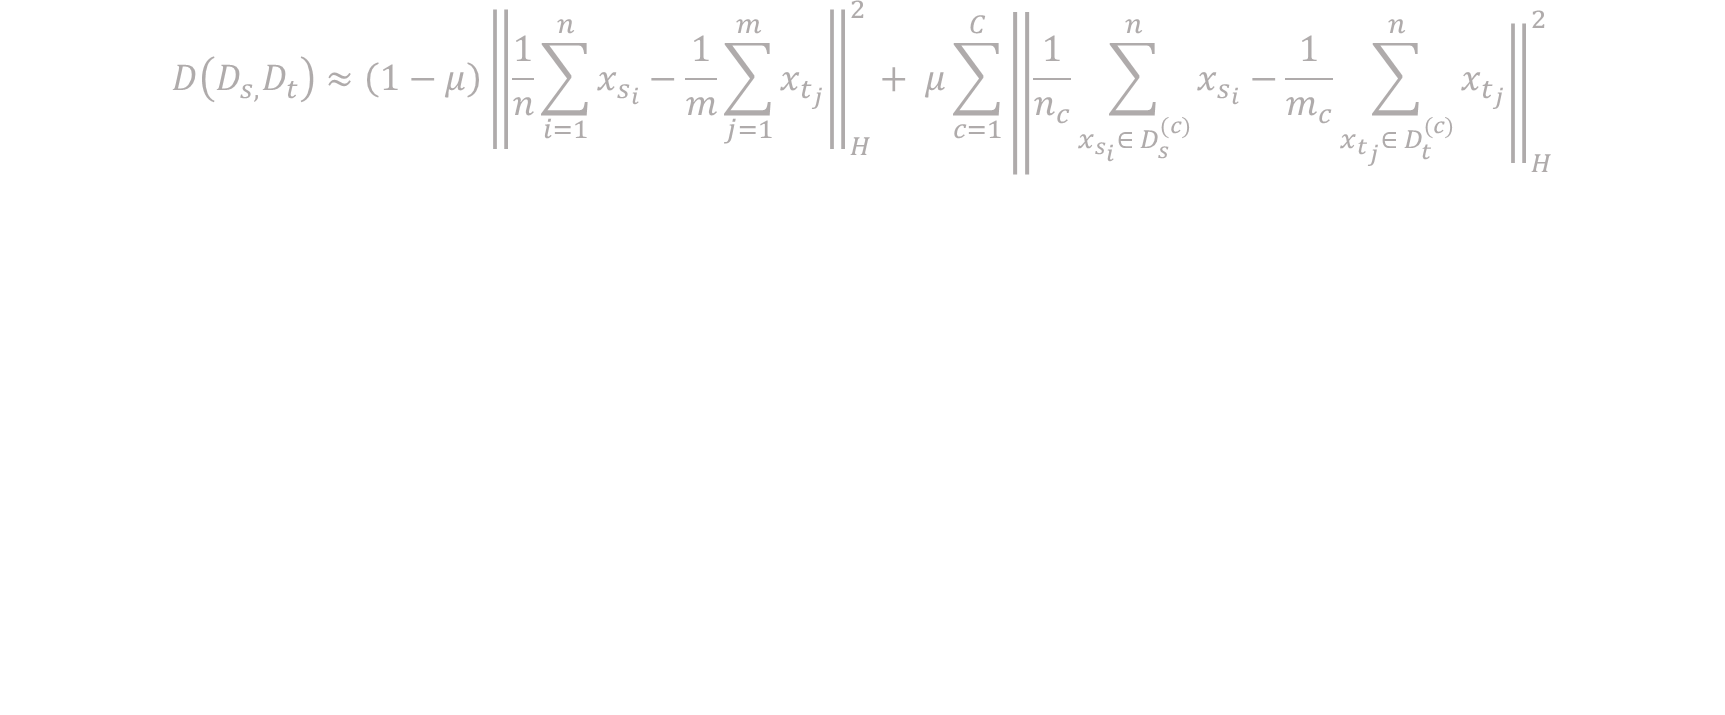 D(D_s, D_t) ≈ (1 − μ) ‖ 1/n ∑_{i=1}^{n} x_{s_i} − 1/m ∑_{j=1}^{m} x_{t_j} ‖_H^2 + μ ∑_{c=1}^{C} ‖ 1/n_c ∑_{x_{s_i} ∈ D_s^{(c)}}^{n} x_{s_i} − 1/m_c ∑_{x_{t_j} ∈ D_t^{(c)}}^{n} x_{t_j} ‖_H^2